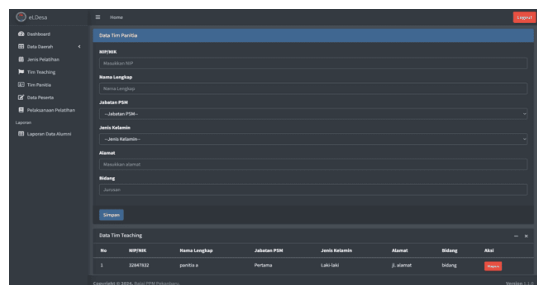 eLDesa
Home
Logout
Dashboard
Data Daerah
Jenis Pelatihan
Tim Teaching
Tim Panitia
Data Peserta
Pelaksanaan Pelatihan
Laporan
Laporan Data Alumni
Data Tim Panitia
NIP/NIK
Masukkan NIP
Nama Lengkap
Nama Lengkap
Jabatan PSM
--Jabatan PSM--
Jenis Kelamin
--Jenis Kelamin--
Alamat
Masukkan alamat
Bidang
Jurusan
Simpan
Data Tim Teaching
No NIP/NIK Nama Lengkap Jabatan PSM Jenis Kelamin Alamat Bidang Aksi
1 32847932 panitia a Pertama Laki-laki jl. alamat bidang
Copyright © 2024.
Version